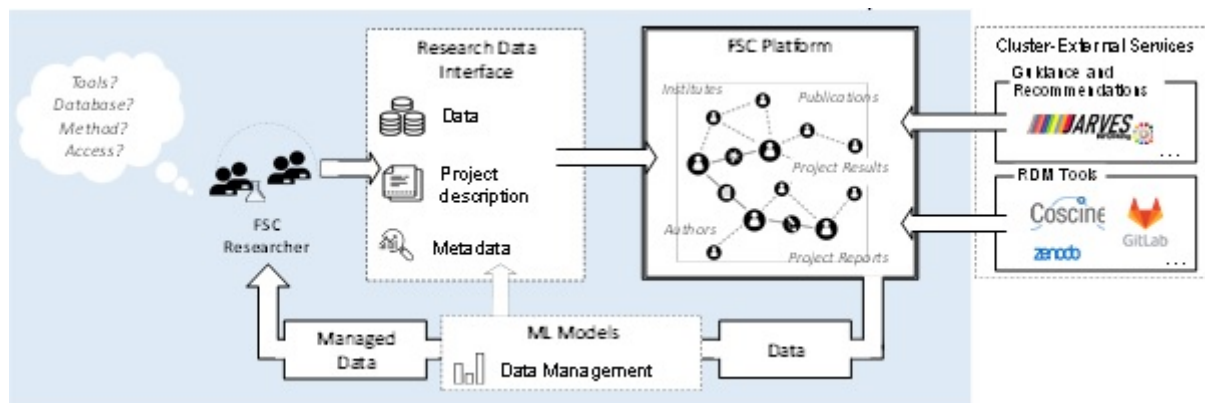 Tools?
Database?
Method?
Access?
FSC
Researcher
Research Data
Interface
Data
Project
description
Metadata
FSC Platform
Institutes
Publications
Project Results
Authors
Project Reports
Cluster-External Services
Guidance and
Recommendations
JARVES
...
RDM Tools
Coscine
GitLab
zenodo
...
Managed
Data
ML Models
Data Management
Data